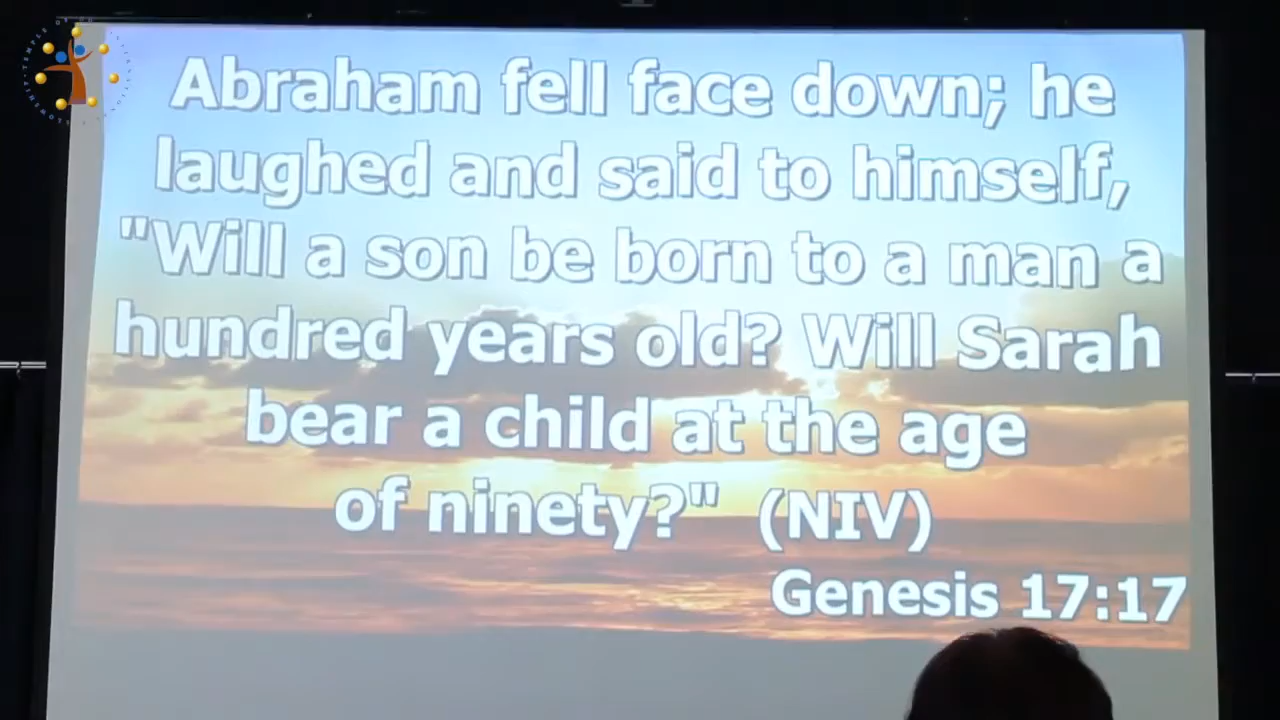 Abraham fell face down; he
laughed and said to himself,
"Will a son be born to a man a
hundred years old? Will Sarah
bear a child at the age
of ninety?" (NIV)
Genesis 17:17